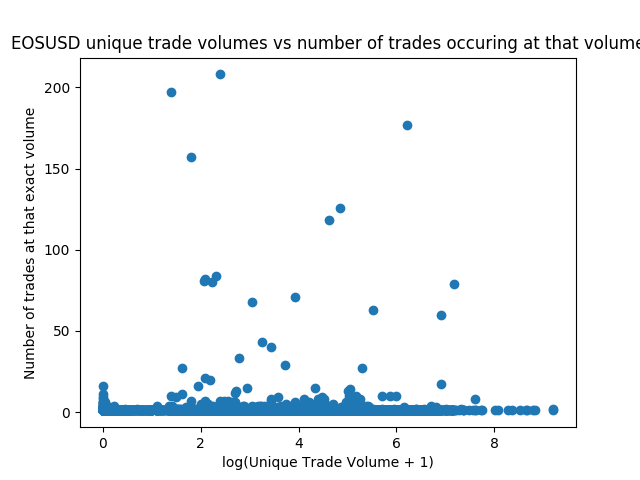 EOSUSD unique trade volumes vs number of trades occuring at that volume
Number of trades at that exact volume
200
150
100
50
0
0 2 4 6 8
log(Unique Trade Volume + 1)